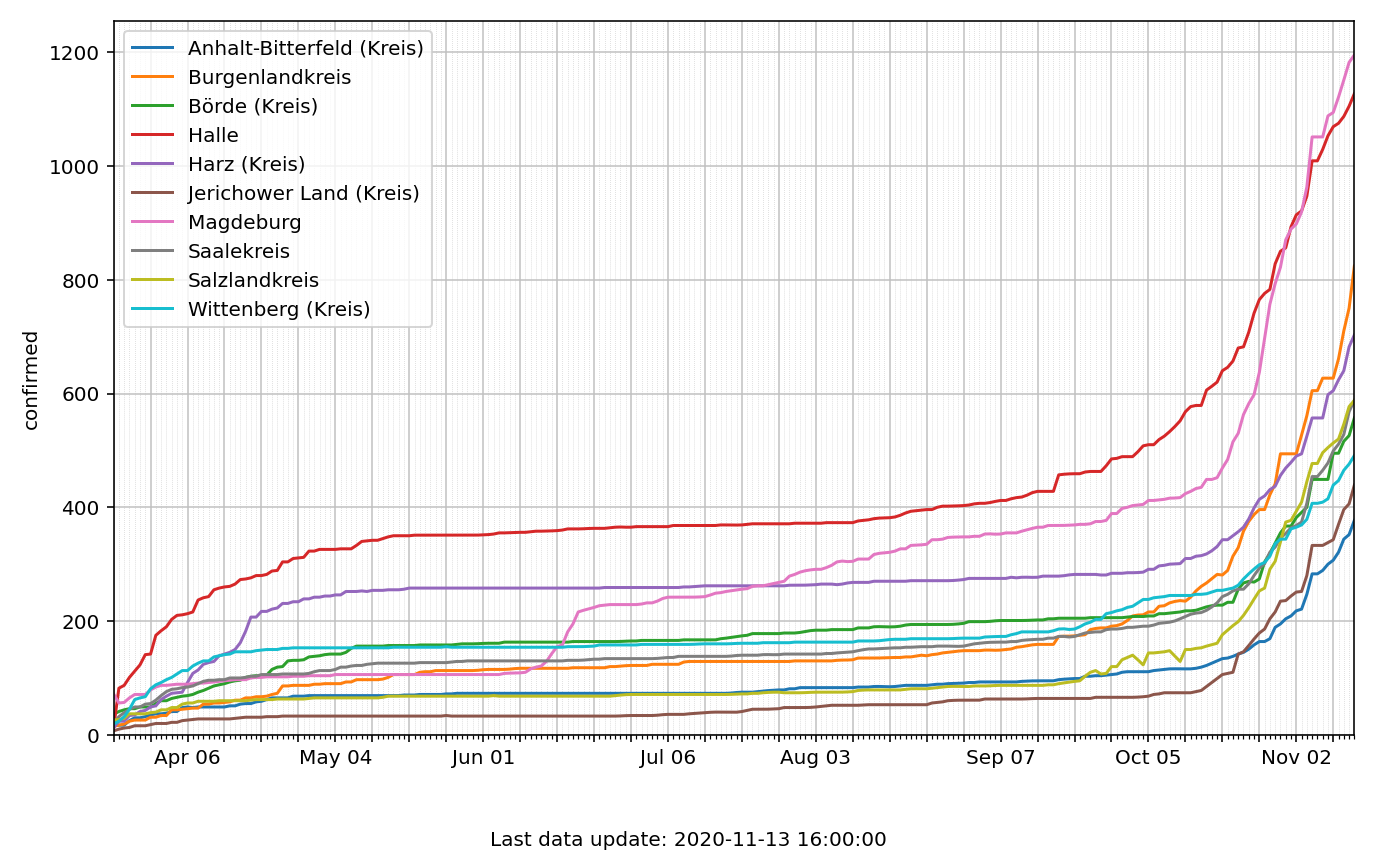 1200
1000
800
600
400
200
0
confirmed
Anhalt-Bitterfeld (Kreis)
Burgenlandkreis
Börde (Kreis)
Halle
Harz (Kreis)
Jerichower Land (Kreis)
Magdeburg
Saalekreis
Salzlandkreis
Wittenberg (Kreis)
Apr 06 May 04 Jun 01 Jul 06 Aug 03 Sep 07 Oct 05 Nov 02
Last data update: 2020-11-13 16:00:00